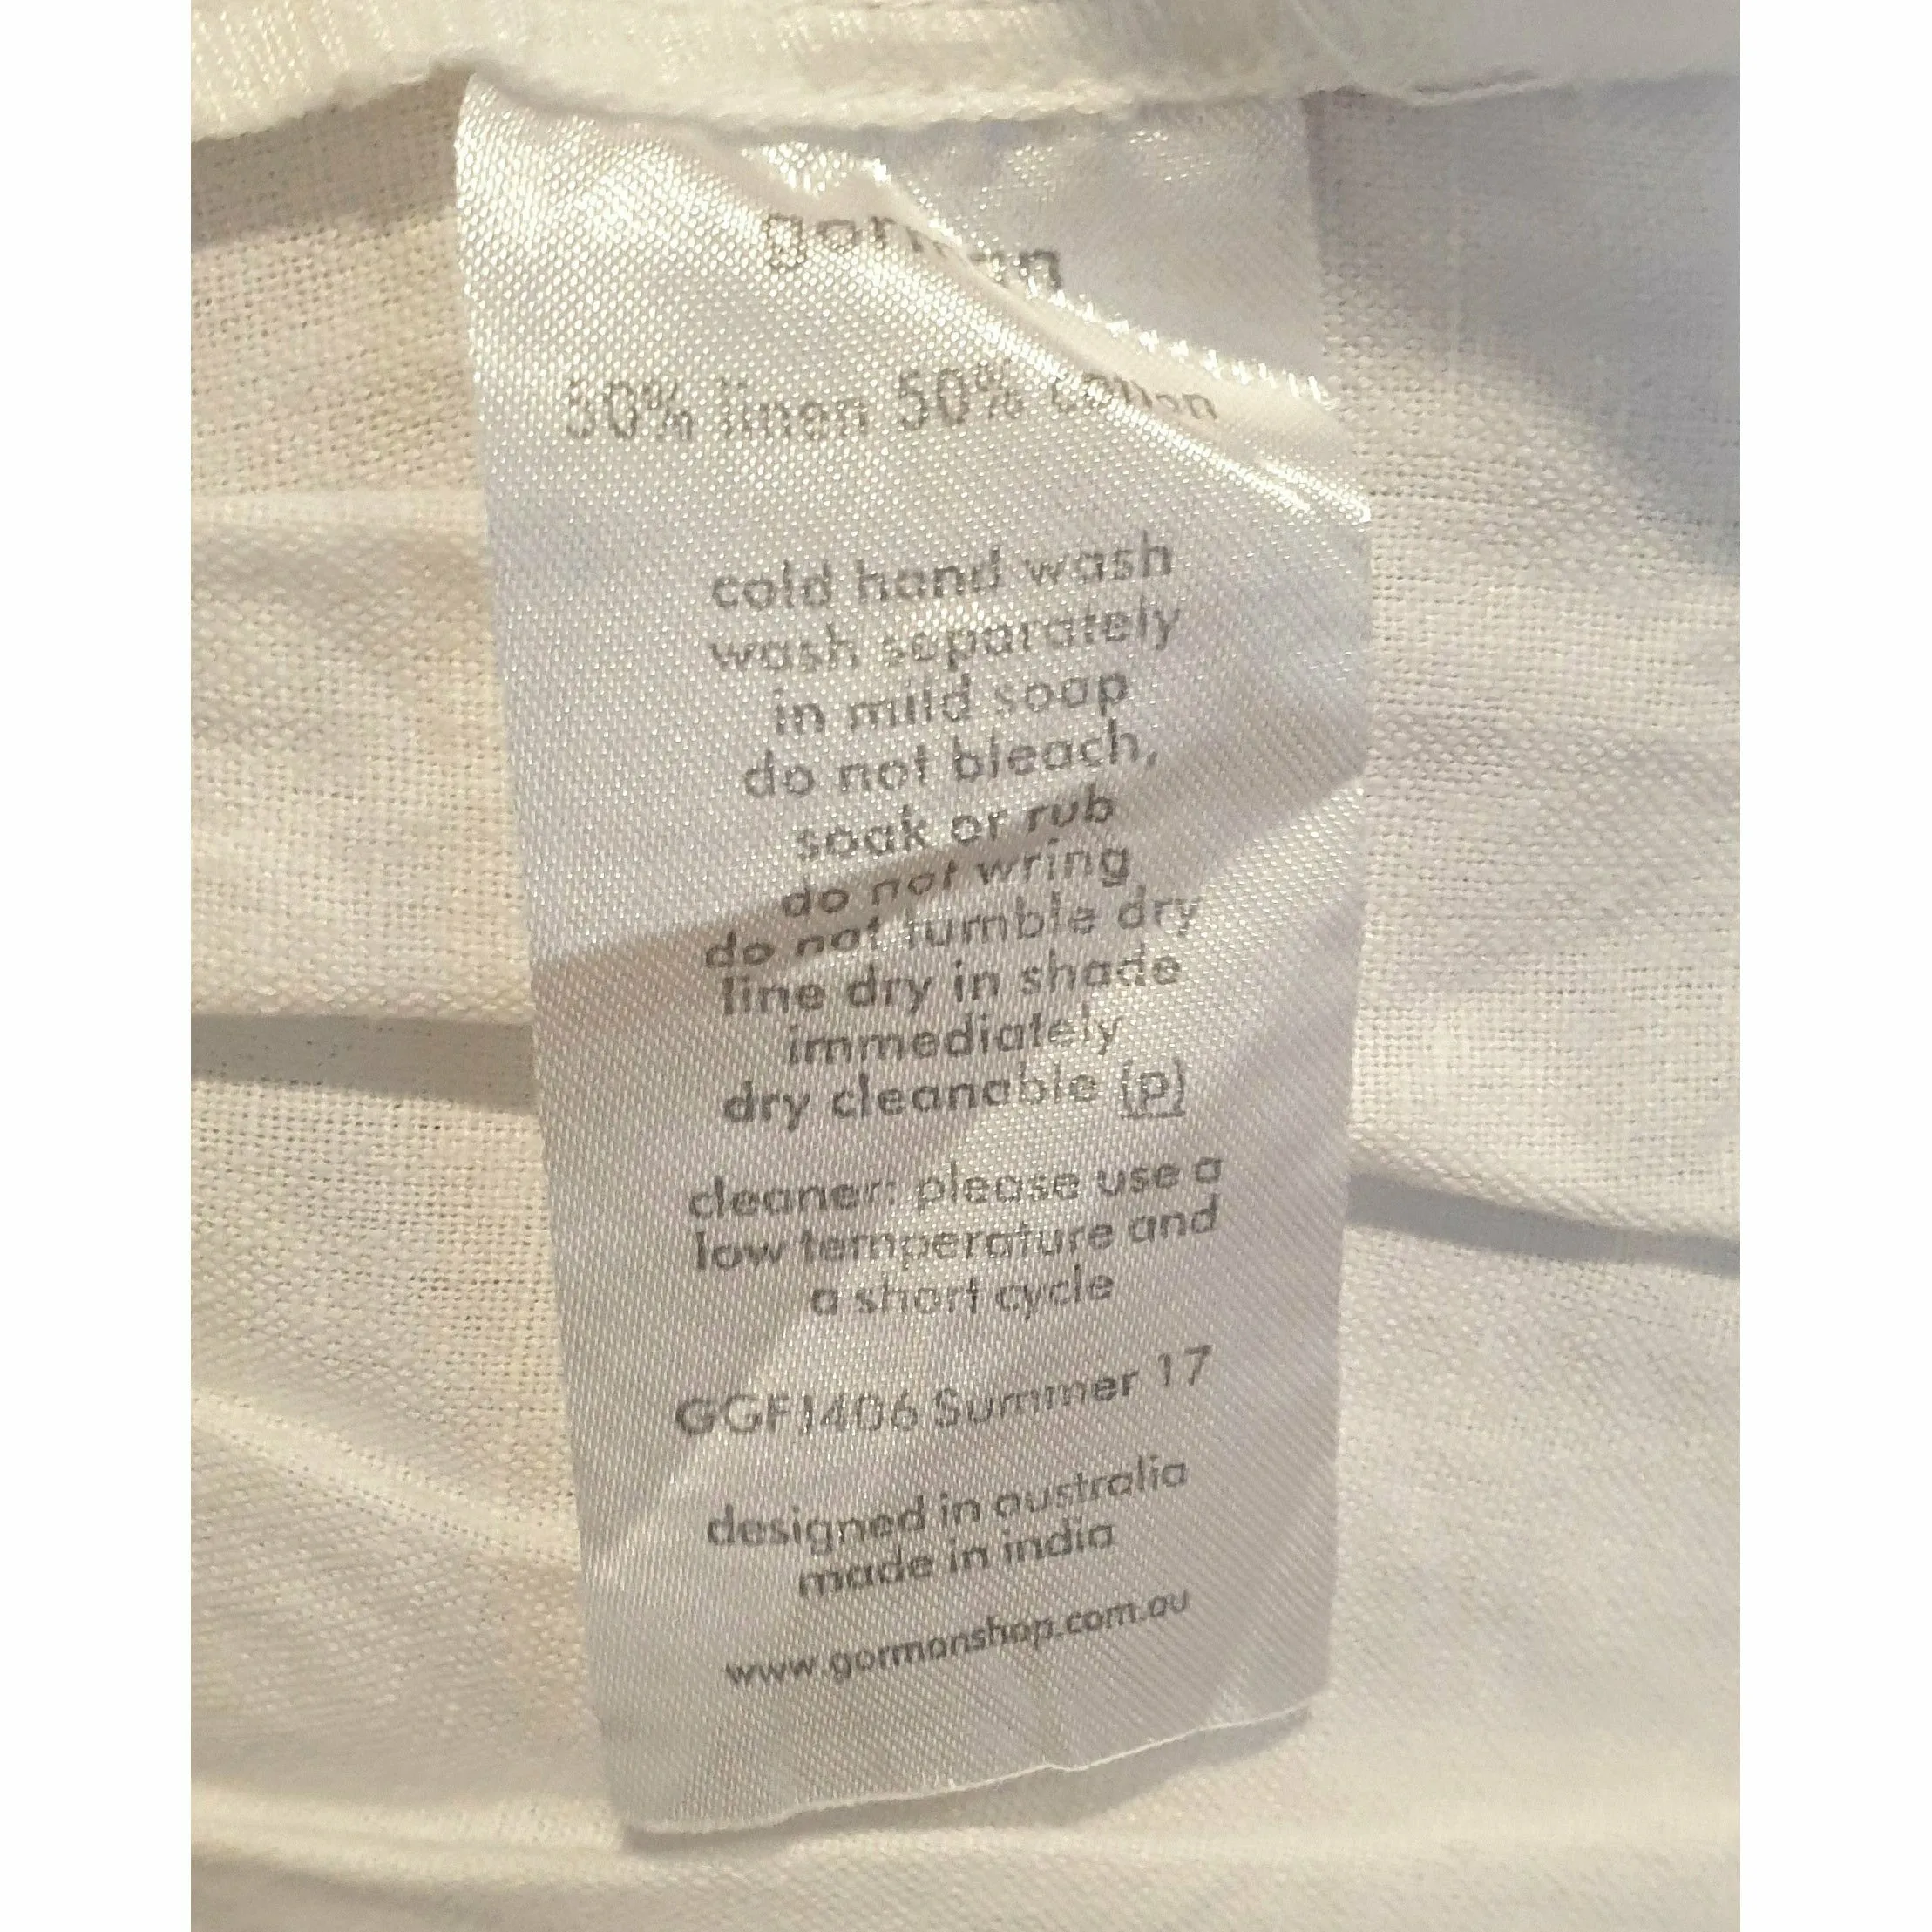 gorman
50% linen 50% cotton
cold hand wash
wash separately
in mild soap
do not bleach,
soak or rub
do not wring
do not tumble dry
line dry in shade
immediately
dry cleanable (p)
cleaner: please use a
low temperature and
a short cycle
GGF1406 Summer 17
designed in australia
made in india
www.gormanshop.com.au